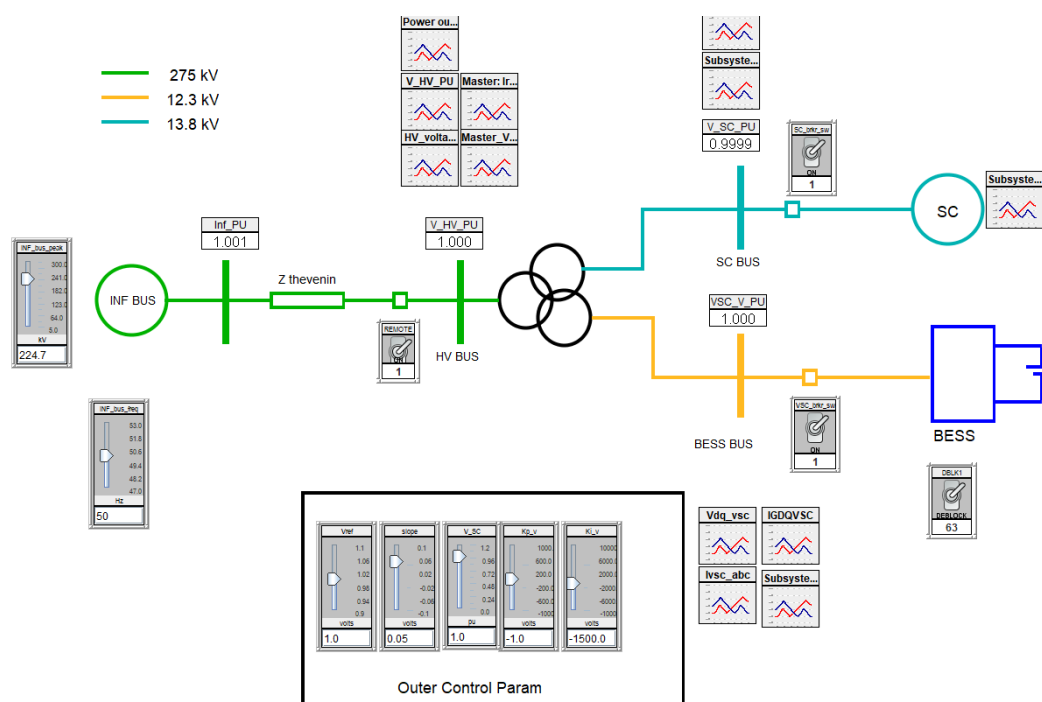 Power ou...
Subsyste...
275 kV
12.3 kV
13.8 kV
V_HV_PU
Master: Ir...
HV_volta...
Master_V...
V_SC_PU
0.9999
SC_brkr_sw
ON
1
Subsyste...
SC
SC BUS
Inf_PU
1.001
V_HV_PU
1.000
INF_bus_peak
300.0
241.0
182.0
123.0
64.0
5.0
kV
224.7
INF BUS
Z thevenin
REMOTE
1
HV BUS
VSC_V_PU
1.000
BESS BUS
VSC_brkr_sw
ON
1
BESS
DBLK1
DEBLOCK
63
INF_bus_freq
53.0
51.8
50.6
49.4
48.2
47.0
Hz
50
Vref
1.1
1.06
1.02
0.98
0.94
0.9
volts
1.0
slope
0.1
0.06
0.02
-0.02
-0.06
-0.1
volts
0.05
V_SC
1.2
0.96
0.72
0.48
0.24
0.0
pu
1.0
Kp_v
1000.
600.0
200.0
-200.0
-600.0
-1000
volts
-1.0
Ki_v
10000
6000.0
2000.0
-2000.
-6000
-1000
volts
-1500.0
Outer Control Param
Vdq_vsc
IGDQVSC
Ivsc_abc
Subsyste...